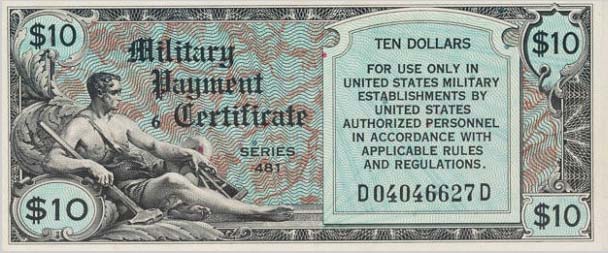 $10
$10
Military
Payment
6 Certificate
SERIES
481
TEN DOLLARS
FOR USE ONLY IN
UNITED STATES MILITARY
ESTABLISHMENTS BY
UNITED STATES
AUTHORIZED PERSONNEL
IN ACCORDANCE WITH
APPLICABLE RULES
AND REGULATIONS.
D04046627D
$10
$10